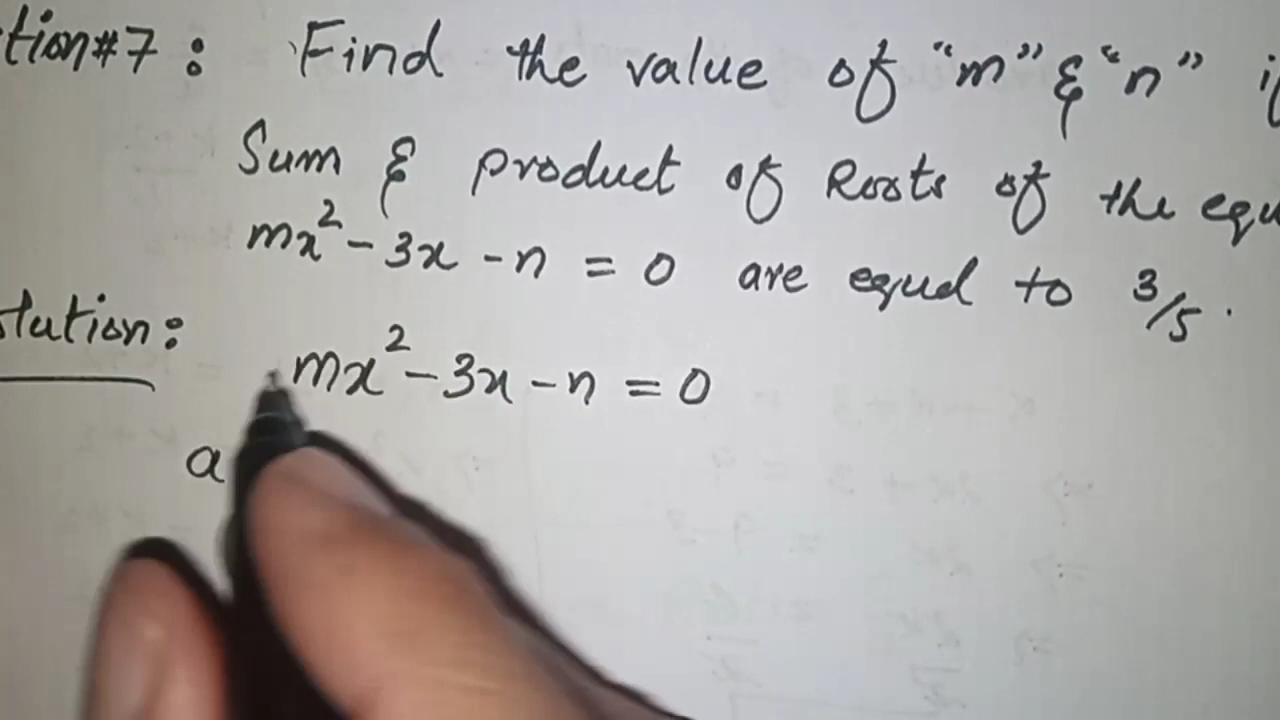 tion#7: Find the value of "m" & "n" if
Sum & product of Roots of the equ
mx² - 3x - n = 0 are equal to 3/5.
lution:
mx² - 3x - n = 0
a